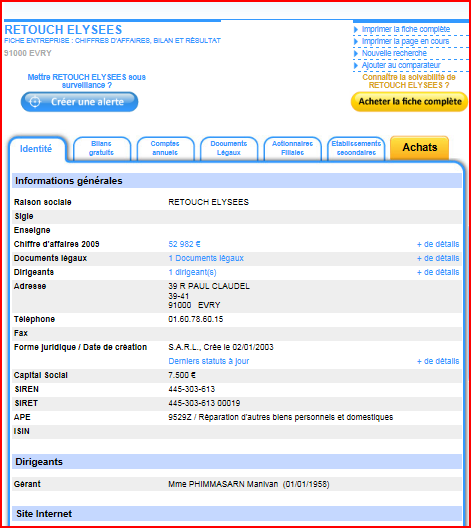 RETOUCH ELYSEES
FICHE ENTREPRISE : CHIFFRES D'AFFAIRES, BILAN ET RÉSULTAT
91000 EVRY
Imprimer la fiche complète
Imprimer la page en cours
Nouvelle recherche
Ajouter au comparateur
Mettre RETOUCH ELYSEES sous
surveillance ?
Créer une alerte
Connaître la solvabilité de
RETOUCH ELYSEES ?
Acheter la fiche complète
Identité
Bilans
gratuits
Comptes
annuels
Documents
Légaux
Actionnaires
Filiales
Etablissements
secondaires
Achats
Informations générales
Raison sociale RETOUCH ELYSEES
Sigle
Enseigne
Chiffre d'affaires 2009 52 982 € + de détails
Documents légaux 1 Documents légaux + de détails
Dirigeants 1 dirigeant(s) + de détails
Adresse 39 R PAUL CLAUDEL
39-41
91000 EVRY
Téléphone 01.60.78.60.15
Fax
Forme juridique / Date de création S.A.R.L., Crée le 02/01/2003
Derniers statuts à jour + de détails
Capital Social 7.500 €
SIREN 445-303-613
SIRET 445-303-613 00019
APE 9529Z / Réparation d'autres biens personnels et domestiques
ISIN
Dirigeants
Gérant Mme PHIMMASARN Manivan (01/01/1958)
Site Internet